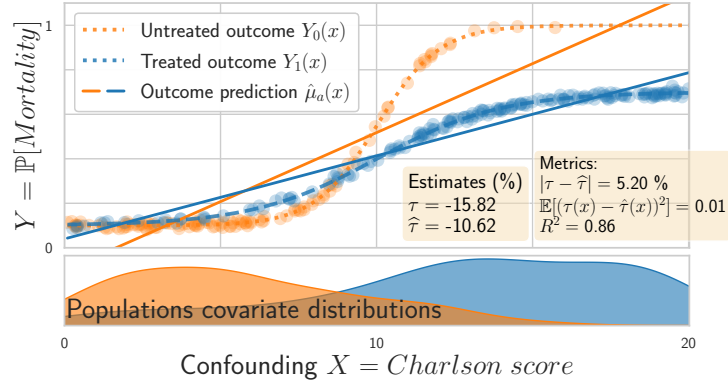 Untreated outcome Y₀(x)
Treated outcome Y₁(x)
Outcome prediction μ̂ₐ(x)
Y = ℙ[Mortality]
1
0
Estimates (%)
τ = -15.82
τ̂ = -10.62
Metrics:
|τ − τ̂| = 5.20 %
𝔼[(τ(x) − τ̂(x))²] = 0.01
R² = 0.86
Populations covariate distributions
0 10 20
Confounding X = Charlson score